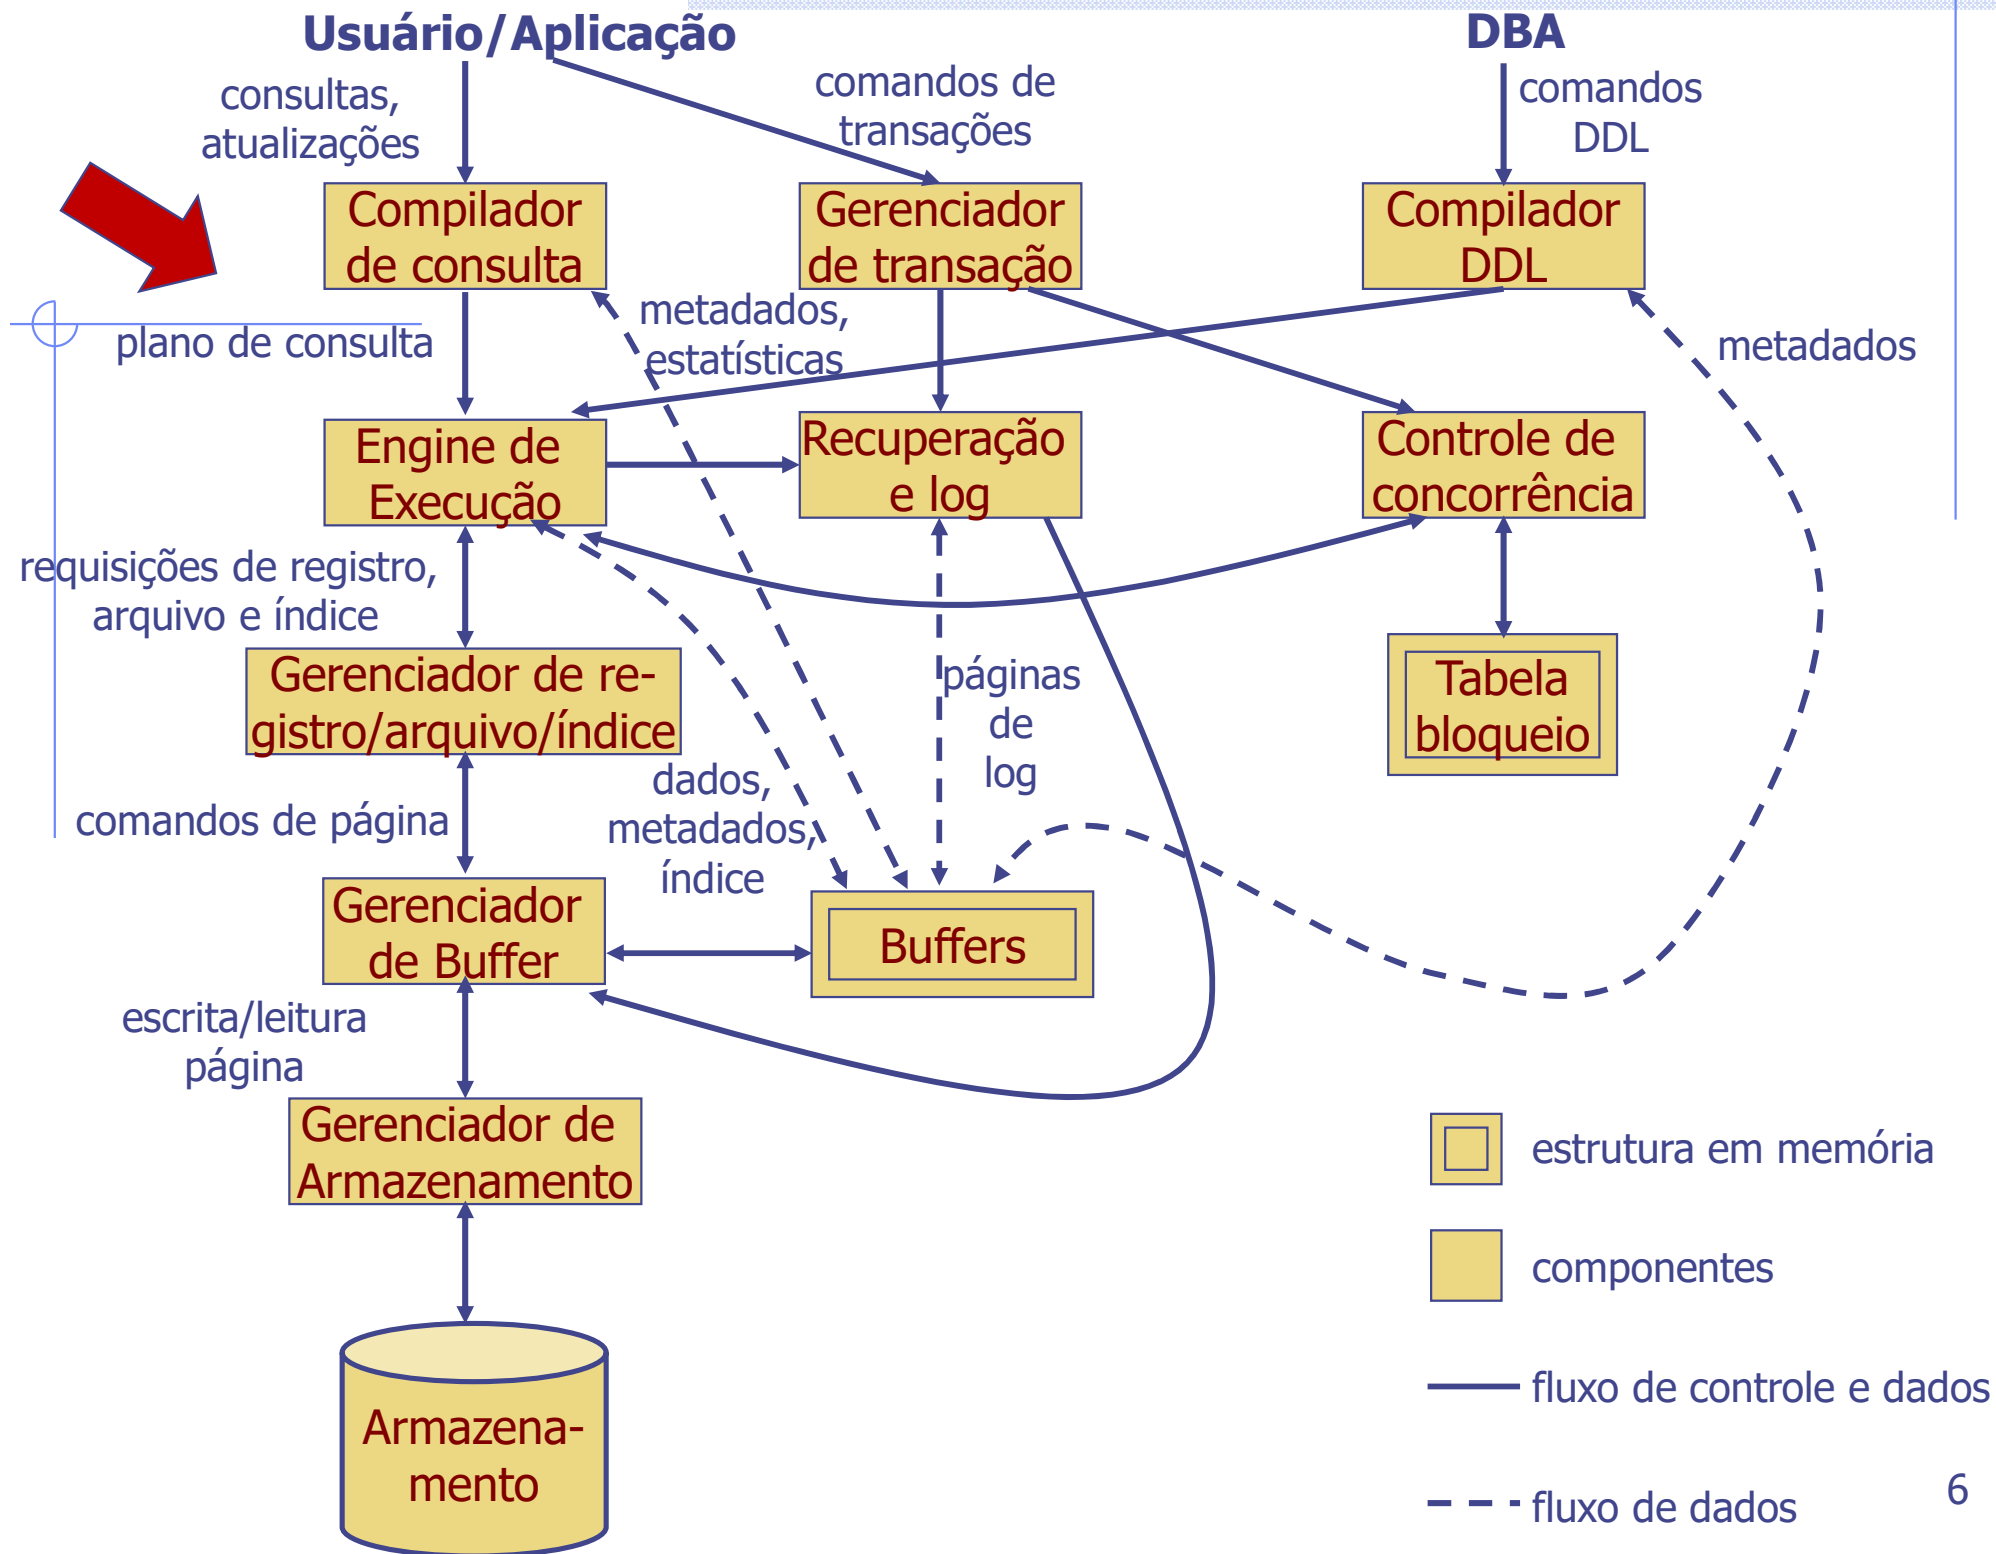 Usuário/Aplicação
DBA
consultas,
atualizações
comandos de
transações
comandos
DDL
Compilador
de consulta
Gerenciador
de transação
Compilador
DDL
plano de consulta
metadados,
estatísticas
metadados
Engine de
Execução
Recuperação
e log
Controle de
concorrência
requisições de registro,
arquivo e índice
Gerenciador de re-
gistro/arquivo/índice
páginas
de
log
Tabela
bloqueio
comandos de página
dados,
metadados,
índice
Gerenciador
de Buffer
Buffers
escrita/leitura
página
Gerenciador de
Armazenamento
Armazena-
mento
estrutura em memória
componentes
fluxo de controle e dados
fluxo de dados
6